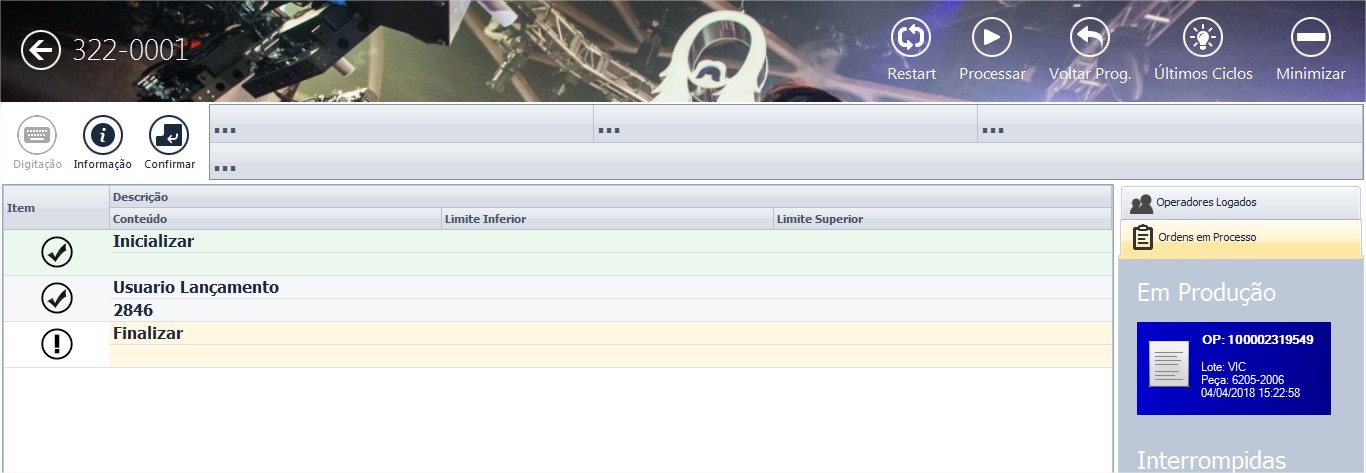 322-0001
Restart
Processar
Voltar Prog.
Últimos Ciclos
Minimizar
Digitação
Informação
Confirmar
...
...
...
...
Item
Descrição
Conteúdo
Limite Inferior
Limite Superior
Inicializar
Usuario Lançamento
2846
Finalizar
Operadores Logados
Ordens em Processo
Em Produção
OP: 100002319549
Lote: VIC
Peça: 6205-2006
04/04/2018 15:22:58
Interrompidas